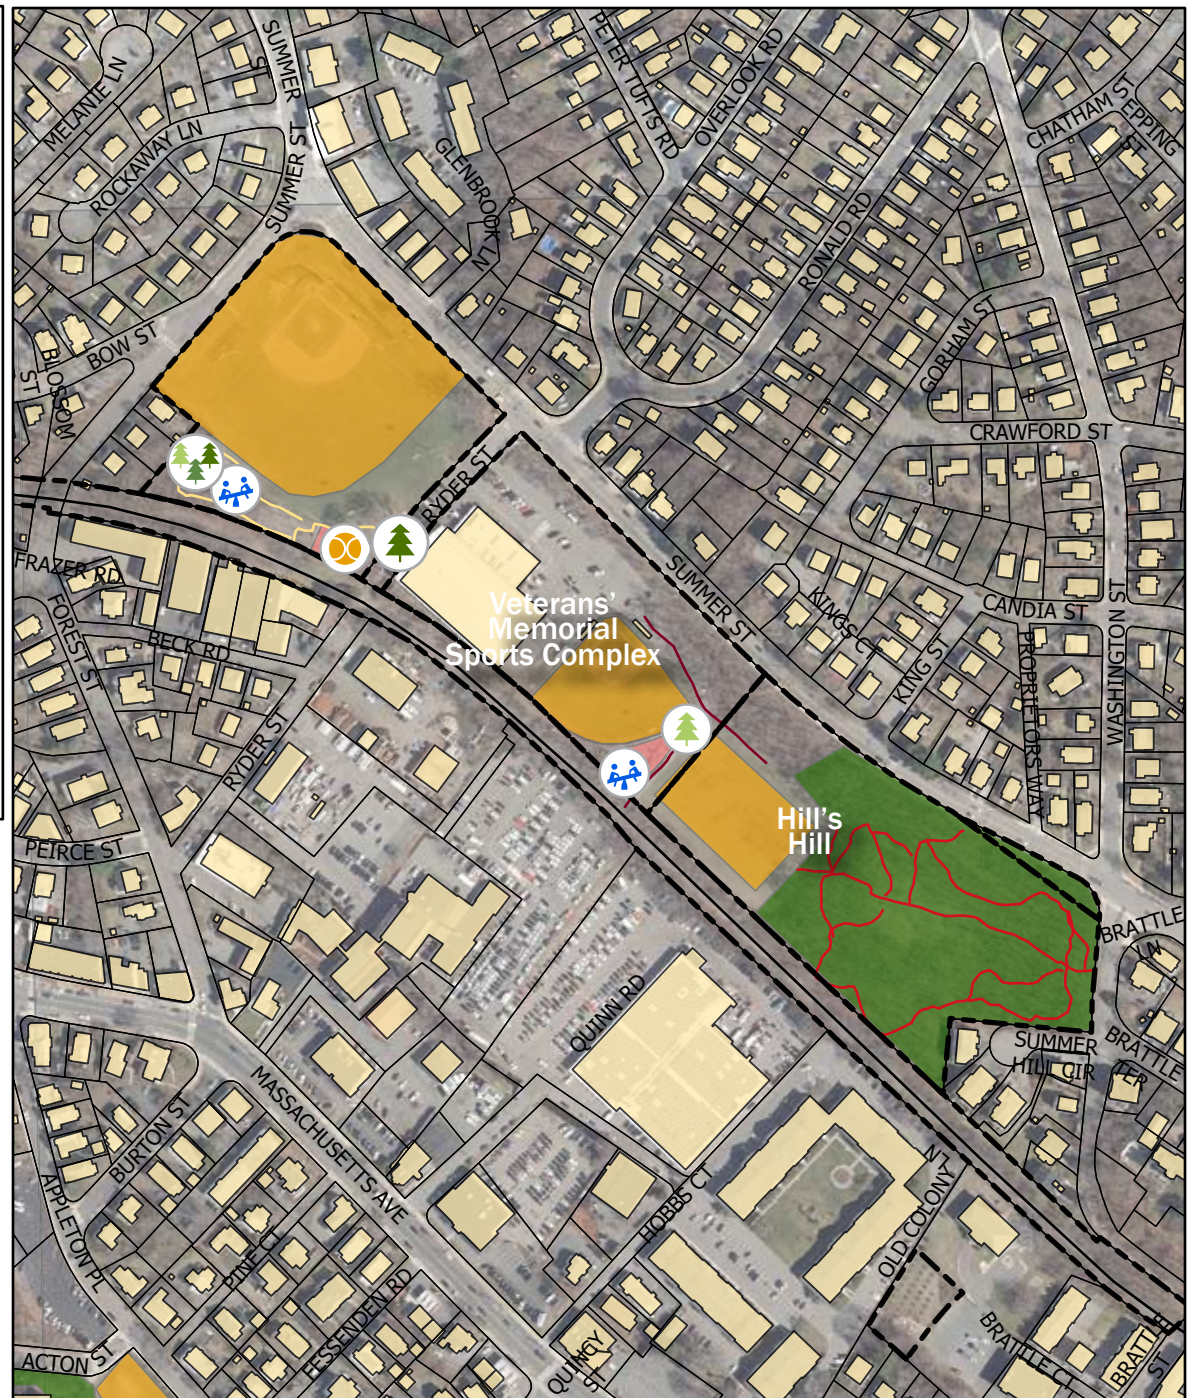 SUMMER
ST
MELANIE LN
ROCKAWAY LN
SUMMER ST
GLENBROOK
LN
PETER TUFTS RD
OVERLOOK RD
RONALD RD
CHATHAM ST
EPPING
ST
GORHAM ST
BOW ST
BLOSSOM
ST
CRAWFORD ST
RYDER ST
FRAZER RD
FOREST ST
BECK RD
RYDER ST
Veterans’
Memorial
Sports Complex
SUMMER ST
KINGS CT
KING ST
CANDIA ST
PROPRIETORS WAY
WASHINGTON ST
Hill's
Hill
PEIRCE ST
BRATTLE
LN
QUINN RD
SUMMER
HILL CIR
BRATTLE
TER
MASSACHUSETTS AVE
BURTON ST
APPLETON PL
HOBBS CT
OLD COLONY
LN
FESSENDEN RD
ACTON ST
QUINCY
ST
BRATTLE CT
BRATTLE
ST